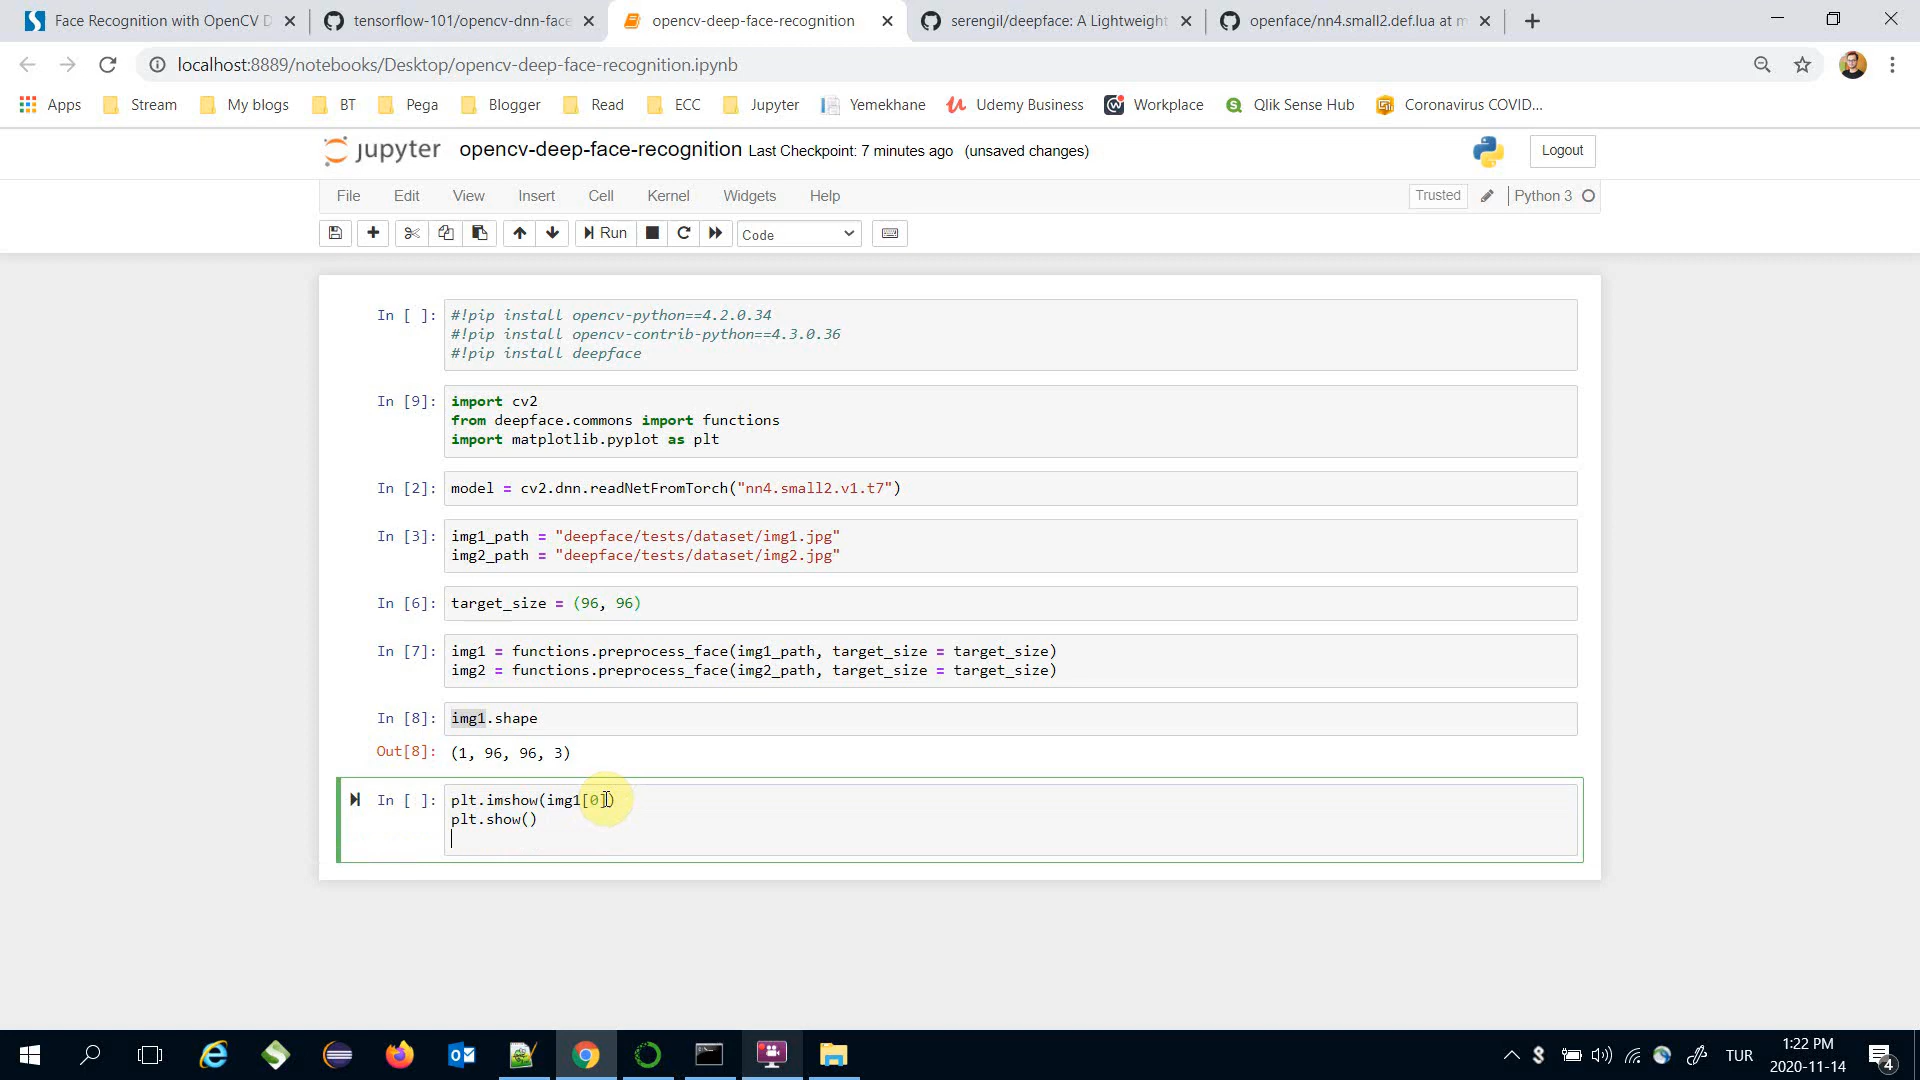 Face Recognition with OpenCV D
tensorflow-101/opencv-dnn-face
opencv-deep-face-recognition
serengil/deepface: A Lightweight
openface/nn4.small2.def.lua at m
localhost:8889/notebooks/Desktop/opencv-deep-face-recognition.ipynb
Apps Stream My blogs BT Pega Blogger Read ECC Jupyter Yemekhane Udemy Business Workplace Qlik Sense Hub Coronavirus COVID...
jupyter opencv-deep-face-recognition Last Checkpoint: 7 minutes ago (unsaved changes) Logout
File Edit View Insert Cell Kernel Widgets Help Trusted Python 3
Run Code
In [ ]: #!pip install opencv-python==4.2.0.34
#!pip install opencv-contrib-python==4.3.0.36
#!pip install deepface
In [9]: import cv2
from deepface.commons import functions
import matplotlib.pyplot as plt
In [2]: model = cv2.dnn.readNetFromTorch("nn4.small2.v1.t7")
In [3]: img1_path = "deepface/tests/dataset/img1.jpg"
img2_path = "deepface/tests/dataset/img2.jpg"
In [6]: target_size = (96, 96)
In [7]: img1 = functions.preprocess_face(img1_path, target_size = target_size)
img2 = functions.preprocess_face(img2_path, target_size = target_size)
In [8]: img1.shape
Out[8]: (1, 96, 96, 3)
In [ ]: plt.imshow(img1[0])
plt.show()
TUR
1:22 PM
2020-11-14
4